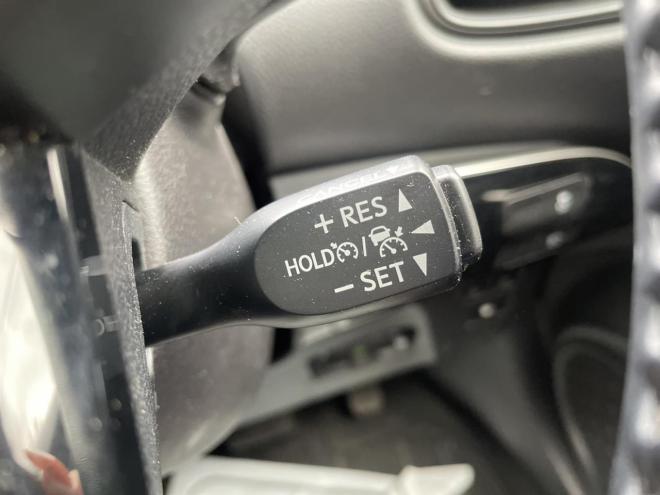 CANCEL
+ RES
HOLD /
− SET